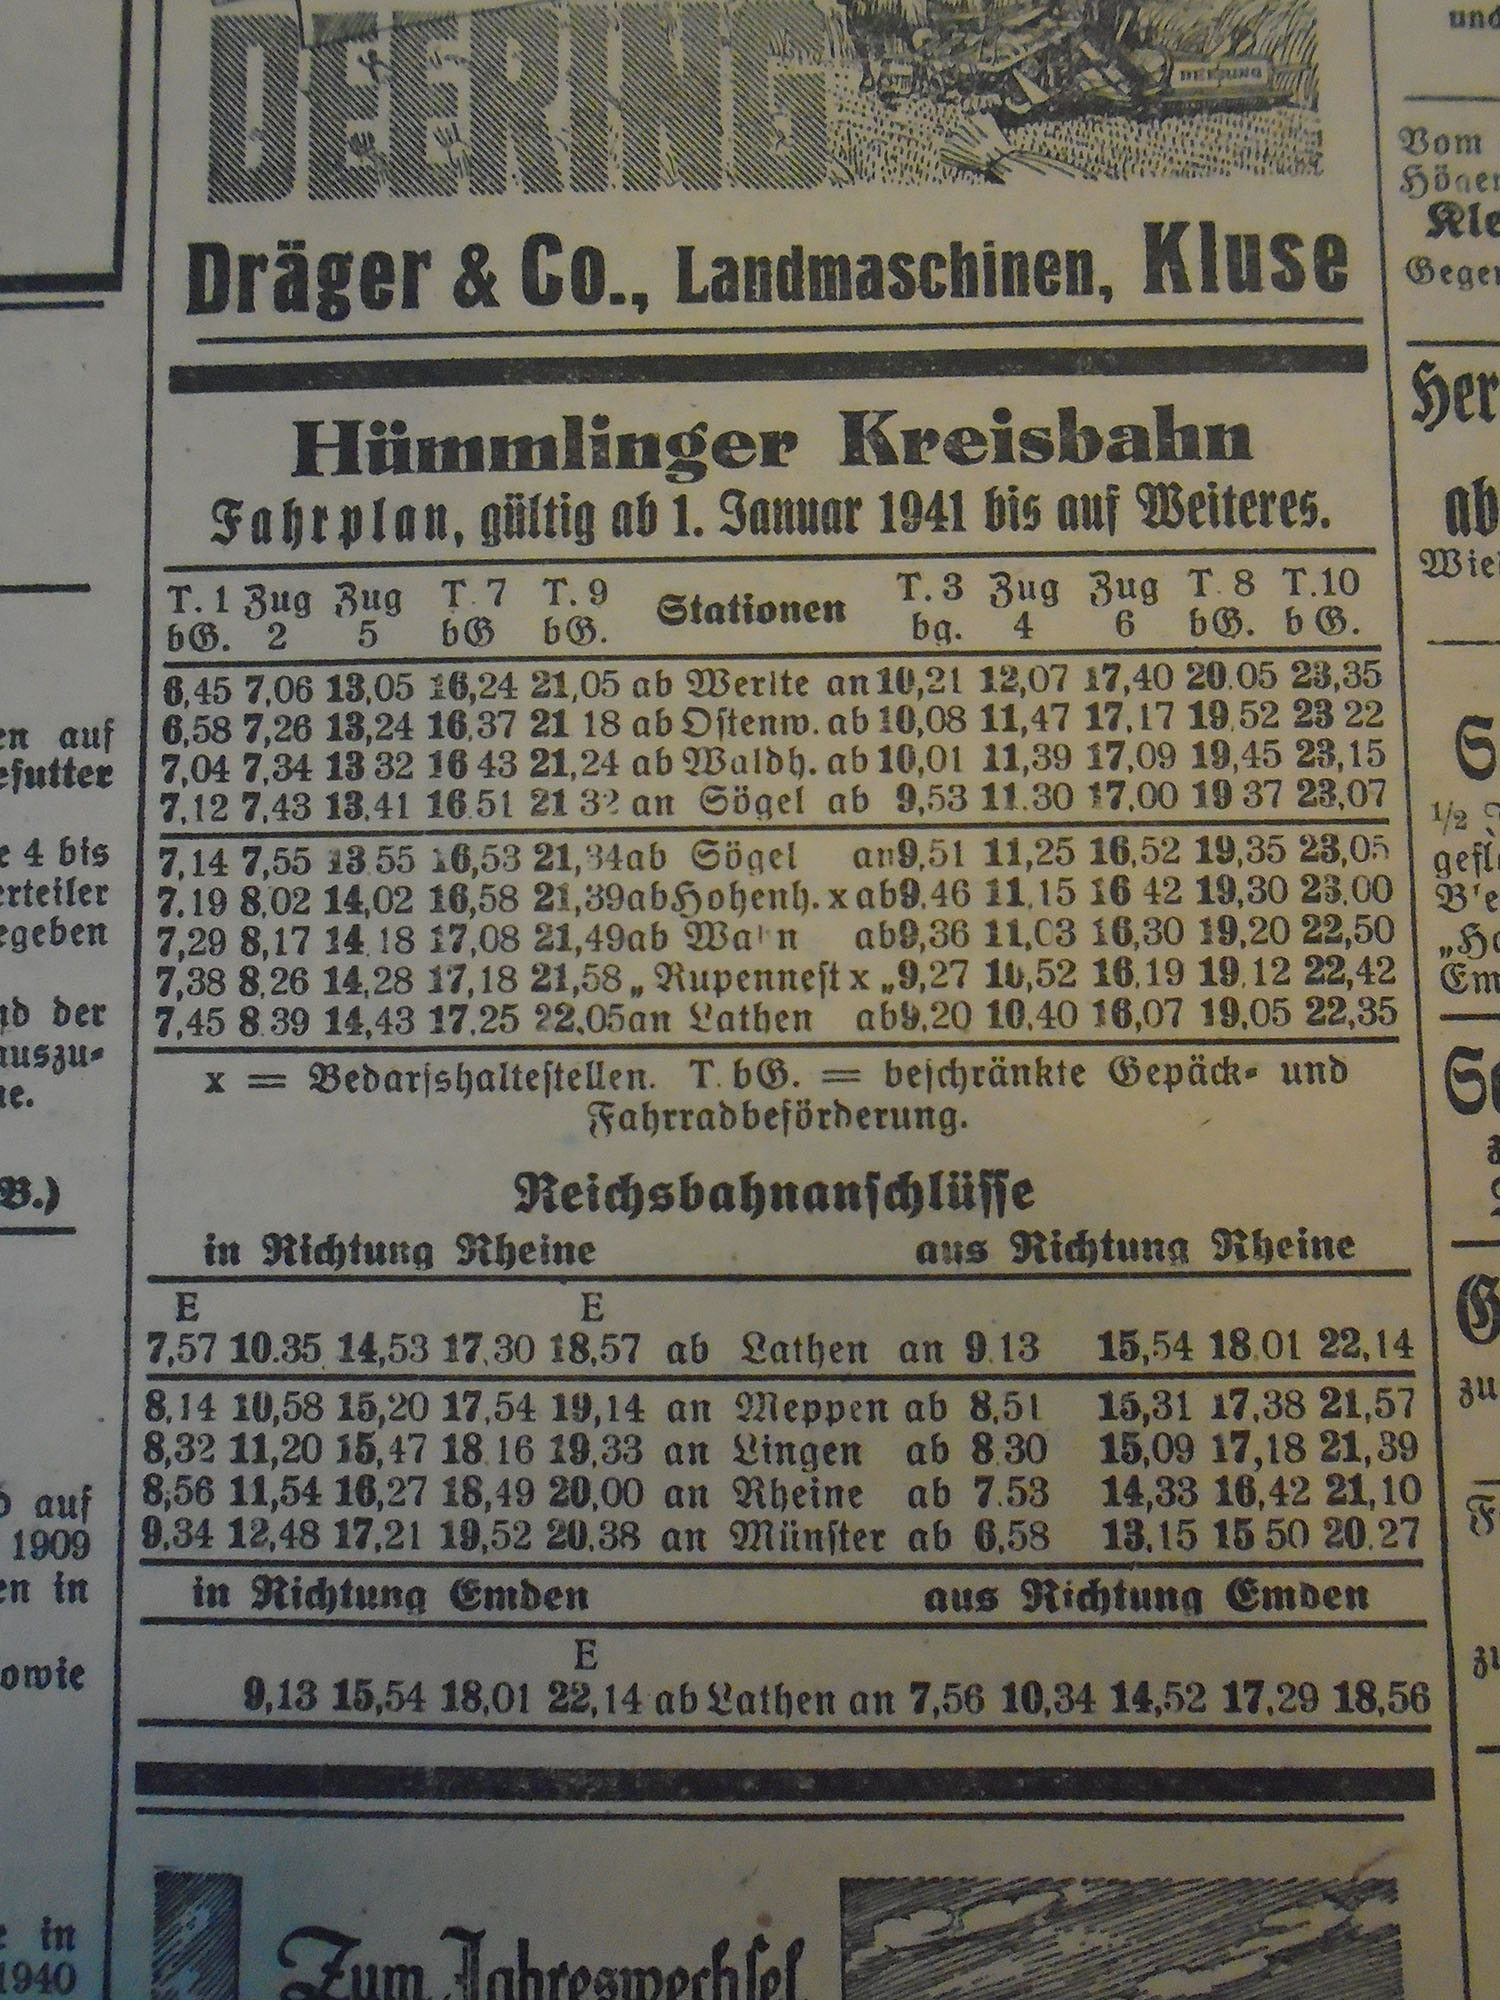 DEERING
DEERING
Dräger & Co., Landmaschinen, Kluse
Hümmlinger Kreisbahn
Fahrplan, gültig ab 1. Januar 1941 bis auf Weiteres.
T. 1 Zug Zug T. 7 T. 9 Stationen T. 3 Zug Zug T. 8 T.10
bG. 2 5 bG bG. bg. 4 6 bG. bG.
6,45 7,06 13,05 16,24 21,05 ab Werlte an 10,21 12,07 17,40 20.05 23,35
6,58 7,26 13,24 16,37 21 18 ab Ostenw. ab 10,08 11,47 17,17 19,52 23 22
7,04 7,34 13 32 16 43 21,24 ab Waldh. ab 10,01 11,39 17,09 19,45 23,15
7,12 7,43 13,41 16.51 21 32 an Sögel ab 9,53 11.30 17,00 19 37 23,07
7,14 7,55 13 55 16,53 21,34 ab Sögel an 9,51 11,25 16,52 19,35 23,05
7.19 8,02 14,02 16,58 21,39 ab Hohenh. x ab 9,46 11,15 16 42 19,30 23,00
7,29 8,17 14.18 17,08 21,49 ab Wahn ab 9,36 11,03 16,30 19,20 22,50
7,38 8,26 14,28 17,18 21,58 „ Rupennest x „ 9,27 10,52 16,19 19,12 22,42
7,45 8.39 14,43 17.25 22,05 an Lathen ab 9,20 10,40 16,07 19,05 22,35
x = Bedarfshaltestellen. T. bG. = beschränkte Gepäck- und
Fahrradbeförderung.
Reichsbahnanschlüsse
in Richtung Rheine aus Richtung Rheine
E E
7,57 10.35 14,53 17,30 18,57 ab Lathen an 9.13 15,54 18.01 22,14
8,14 10,58 15,20 17,54 19,14 an Meppen ab 8,51 15,31 17,38 21,57
8,32 11,20 15,47 18 16 19,33 an Lingen ab 8.30 15,09 17,18 21,39
8,56 11,54 16,27 18,49 20,00 an Rheine ab 7.53 14,33 16,42 21,10
9,34 12,48 17,21 19,52 20,38 an Münster ab 6,58 13,15 15 50 20.27
in Richtung Emden aus Richtung Emden
E
9,13 15,54 18,01 22,14 ab Lathen an 7,56 10,34 14,52 17,29 18,56
Zum Jahreswechsel
en auf
4 bis
nd der
B.)
auf
1909
en in
owie
in
1940
und
Vom
Her
ab
zu